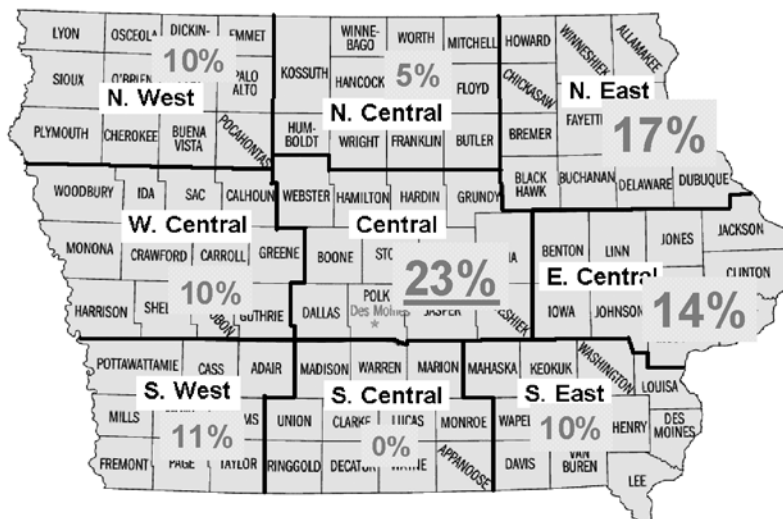 LYON OSCEOLA DICKIN- EMMET WINNE- BAGO WORTH MITCHELL HOWARD WINNESHIEK ALLAMAKEE
10% KOSSUTH 5%
SIOUX O'BRIEN PALO ALTO HANCOCK FLOYD CHICKASAW
N. West N. Central N. East
PLYMOUTH CHEROKEE BUENA VISTA POCAHONTAS HUM- BOLDT WRIGHT FRANKLIN BUTLER BREMER 17%
BLACK HAWK BUCHANAN DELAWARE DUBUQUE
WOODBURY IDA SAC CALHOUN WEBSTER HAMILTON HARDIN GRUNDY
W. Central Central JONES JACKSON
MONONA CRAWFORD CARROLL GREENE BOONE BENTON LINN CLINTON
E. Central
HARRISON 10% GUTHRIE DALLAS POLK 23% IOWA JOHNSON 14%
Des Moines
POTTAWATTAMIE CASS ADAIR MADISON WARREN MARION MAHASKA KEOKUK WASHINGTON LOUISA
S. West S. Central S. East
MILLS UNION CLARKE LUCAS MONROE HENRY DES MOINES
11% 0% 10%
FREMONT PAGE TAYLOR RINGGOLD DECATUR WAYNE APPANOOSE DAVIS VAN BUREN LEE